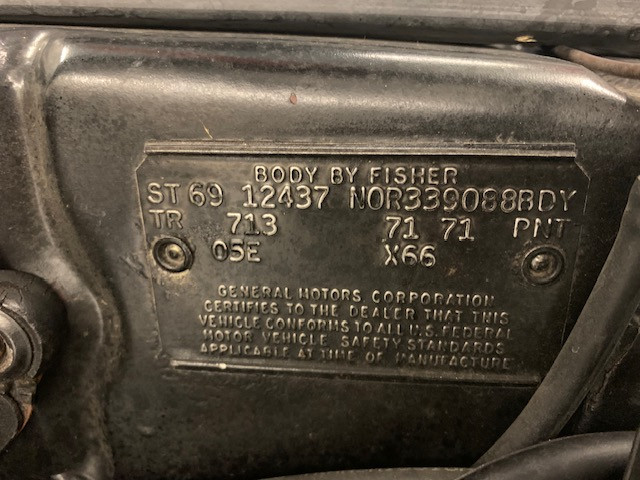 BODY BY FISHER
ST 69 12437 NOR339088BDY
TR 713 71 71 PNT
05E X66
GENERAL MOTORS CORPORATION
CERTIFIES TO THE DEALER THAT THIS
VEHICLE CONFORMS TO ALL U.S. FEDERAL
MOTOR VEHICLE SAFETY STANDARDS
APPLICABLE AT TIME OF MANUFACTURE